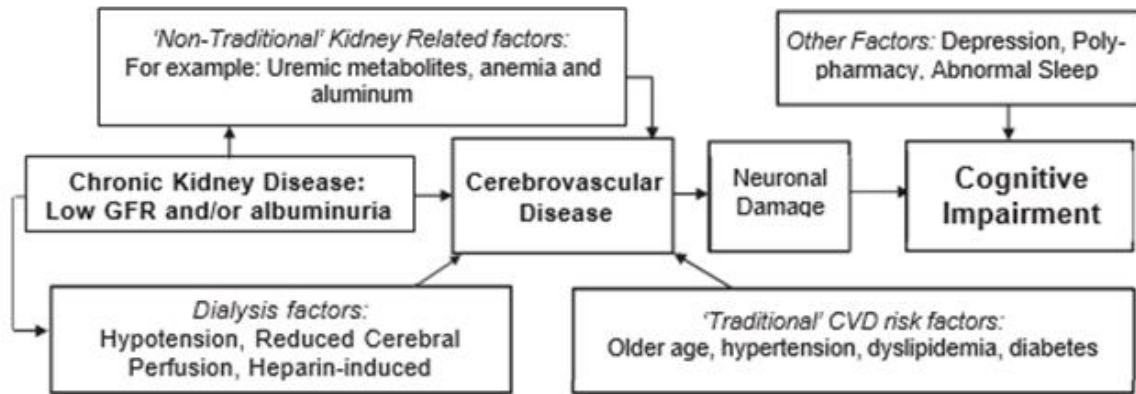 'Non-Traditional' Kidney Related factors:
For example: Uremic metabolites, anemia and
aluminum
Other Factors: Depression, Poly-
pharmacy, Abnormal Sleep
Chronic Kidney Disease:
Low GFR and/or albuminuria
Cerebrovascular
Disease
Neuronal
Damage
Cognitive
Impairment
Dialysis factors:
Hypotension, Reduced Cerebral
Perfusion, Heparin-induced
'Traditional' CVD risk factors:
Older age, hypertension, dyslipidemia, diabetes